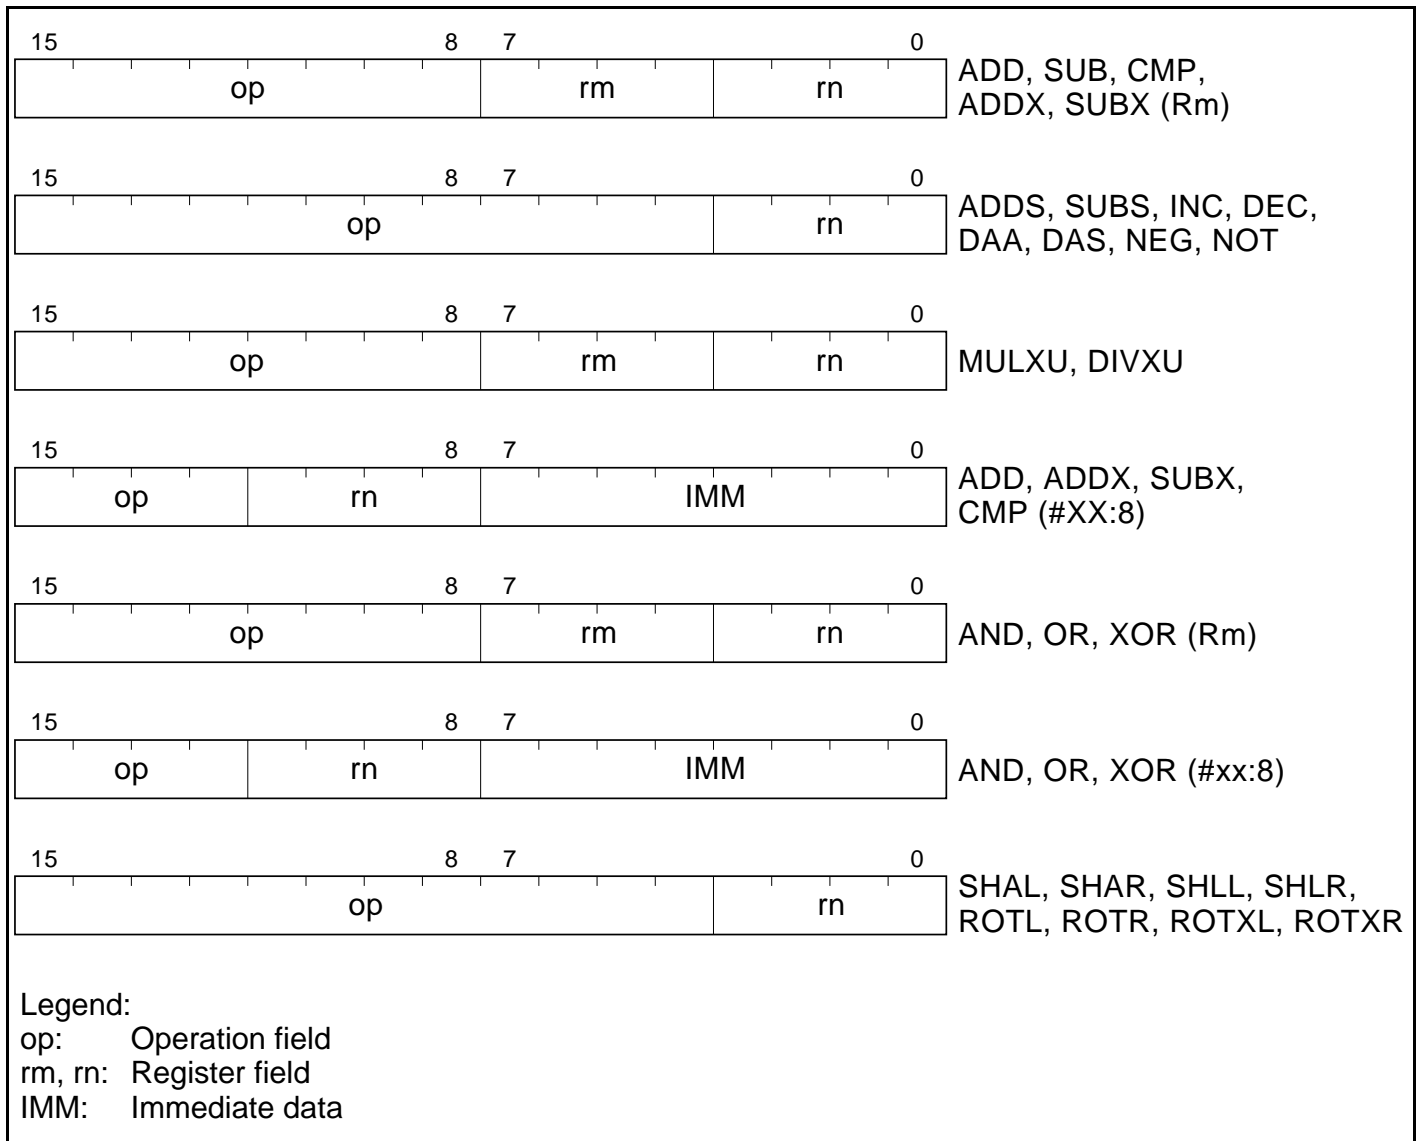 15 8 7 0
op rm rn
ADD, SUB, CMP,
ADDX, SUBX (Rm)
15 8 7 0
op rn
ADDS, SUBS, INC, DEC,
DAA, DAS, NEG, NOT
15 8 7 0
op rm rn
MULXU, DIVXU
15 8 7 0
op rn IMM
ADD, ADDX, SUBX,
CMP (#XX:8)
15 8 7 0
op rm rn
AND, OR, XOR (Rm)
15 8 7 0
op rn IMM
AND, OR, XOR (#xx:8)
15 8 7 0
op rn
SHAL, SHAR, SHLL, SHLR,
ROTL, ROTR, ROTXL, ROTXR
Legend:
op: Operation field
rm, rn: Register field
IMM: Immediate data